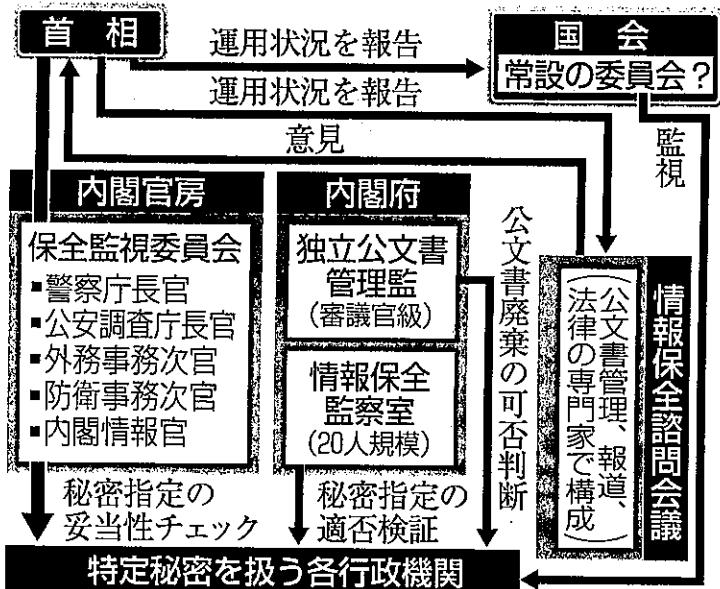 首相
運用状況を報告
国会
常設の委員会？
運用状況を報告
意見
監視
内閣官房
保全監視委員会
▪警察庁長官
▪公安調査庁長官
▪外務事務次官
▪防衛事務次官
▪内閣情報官
内閣府
独立公文書
管理監
(審議官級)
情報保全
監察室
(20人規模)
公文書廃棄の可否判断
情報保全諮問会議
(公文書管理、報道、
法律の専門家で構成)
秘密指定の
妥当性チェック
秘密指定の
適否検証
特定秘密を扱う各行政機関